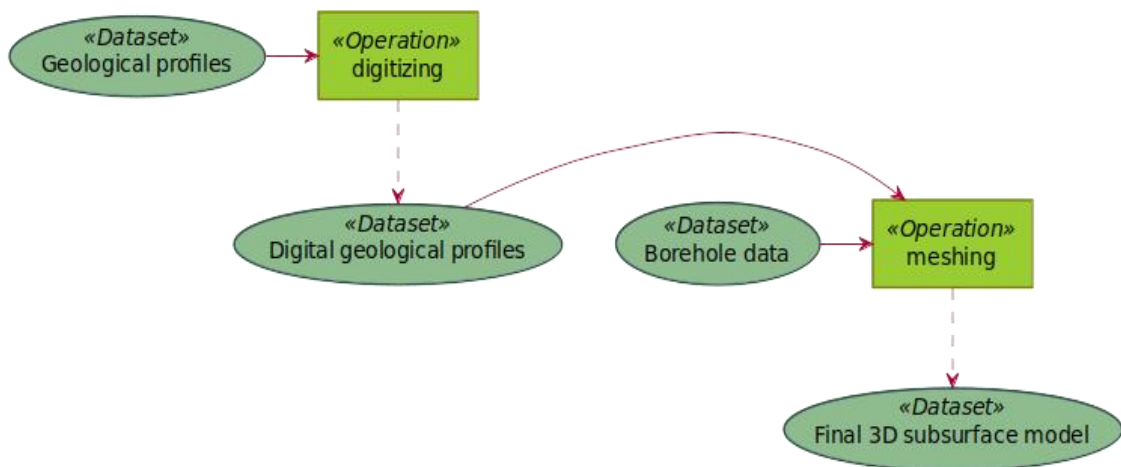 «Dataset»
Geological profiles
«Operation»
digitizing
«Dataset»
Digital geological profiles
«Dataset»
Borehole data
«Operation»
meshing
«Dataset»
Final 3D subsurface model